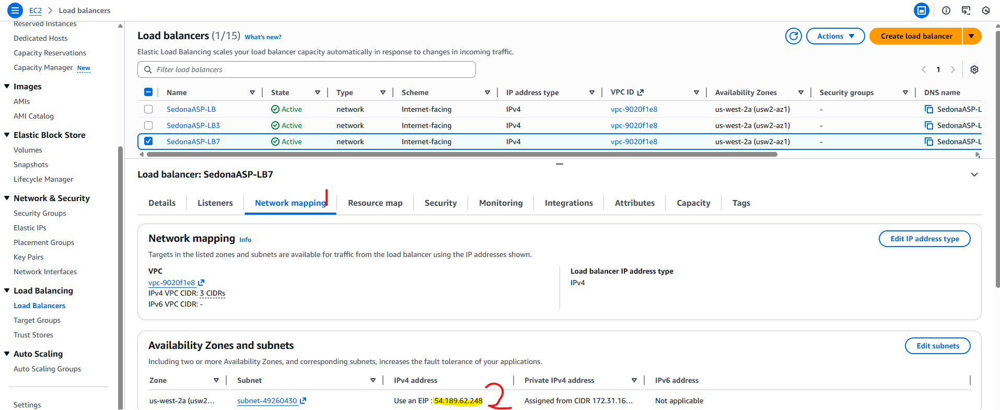 EC2 > Load balancers
Reserved Instances
Dedicated Hosts
Capacity Reservations
Capacity Manager New
Images
AMIs
AMI Catalog
Elastic Block Store
Volumes
Snapshots
Lifecycle Manager
Network & Security
Security Groups
Elastic IPs
Placement Groups
Key Pairs
Network Interfaces
Load Balancing
Load Balancers
Target Groups
Trust Stores
Auto Scaling
Auto Scaling Groups
Settings
Load balancers (1/15) What's new?
Actions
Create load balancer
Elastic Load Balancing scales your load balancer capacity automatically in response to changes in incoming traffic.
Filter load balancers
1
Name State Type Scheme IP address type VPC ID Availability Zones Security groups DNS name
SedonaASP-LB Active network Internet-facing IPv4 vpc-9020f1e8 us-west-2a (usw2-az1) - SedonaASP-L
SedonaASP-LB3 Active network Internet-facing IPv4 vpc-9020f1e8 us-west-2a (usw2-az1) - SedonaASP-L
SedonaASP-LB7 Active network Internet-facing IPv4 vpc-9020f1e8 us-west-2a (usw2-az1) - SedonaASP-L
Load balancer: SedonaASP-LB7
Details Listeners Network mapping 1 Resource map Security Monitoring Integrations Attributes Capacity Tags
Network mapping Info
Edit IP address type
Targets in the listed zones and subnets are available for traffic from the load balancer using the IP addresses shown.
VPC
vpc-9020f1e8
IPv4 VPC CIDR: 3 CIDRs
IPv6 VPC CIDR: -
Load balancer IP address type
IPv4
Availability Zones and subnets
Edit subnets
Including two or more Availability Zones, and corresponding subnets, increases the fault tolerance of your applications.
Zone Subnet IPv4 address Private IPv4 address IPv6 address
us-west-2a (usw2... subnet-49260430 Use an EIP : 54.189.62.248 2 Assigned from CIDR 172.31.16... Not applicable